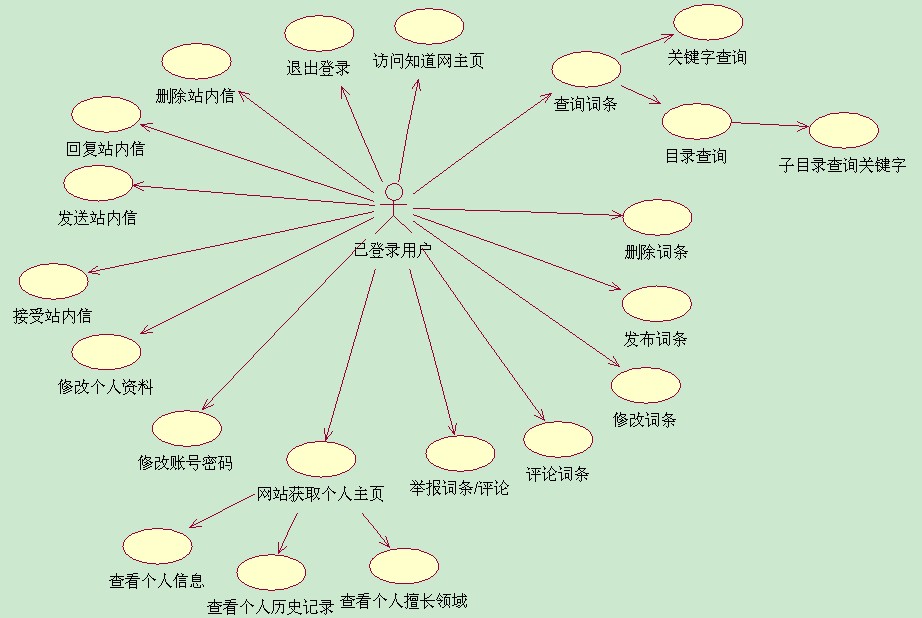 访问知道网主页
退出登录
关键字查询
删除站内信
查询词条
回复站内信
目录查询
子目录查询关键字
发送站内信
已登录用户
删除词条
接受站内信
发布词条
修改个人资料
修改词条
修改账号密码
评论词条
举报词条/评论
网站获取个人主页
查看个人信息
查看个人历史记录
查看个人擅长领域